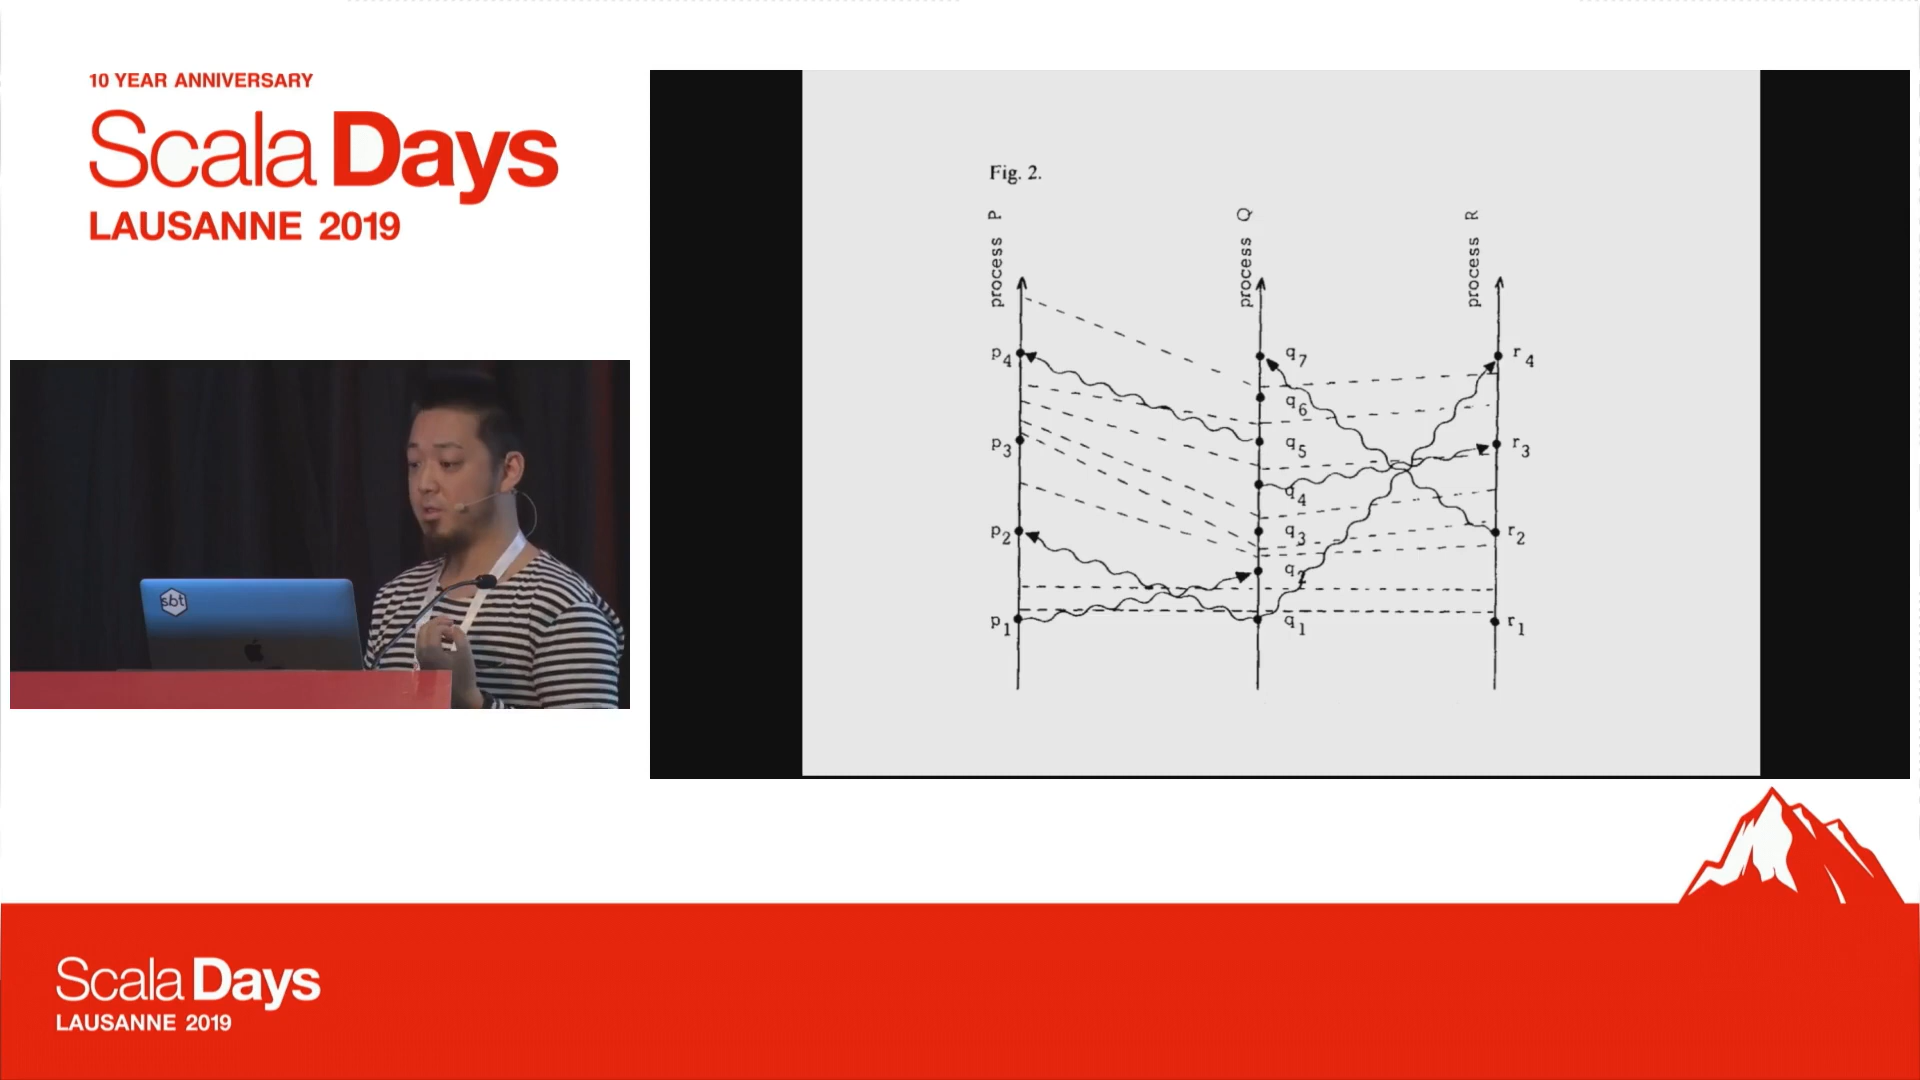 10 YEAR ANNIVERSARY
Scala Days
LAUSANNE 2019
Fig. 2.
process P
process Q
process R
p4
q7
r4
q6
p3
q5
r3
q4
p2
q3
r2
q2
p1
q1
r1
sbt
Scala Days
LAUSANNE 2019